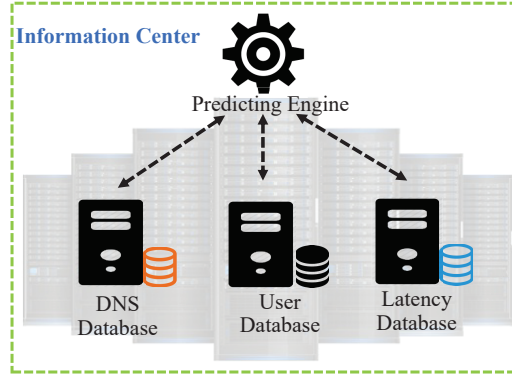 Information Center
Predicting Engine
DNS
Database
User
Database
Latency
Database